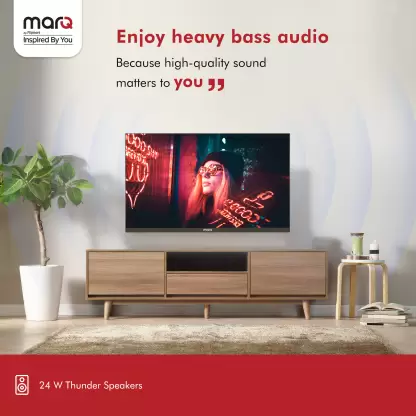 marQ
by Flipkart
Inspired By You
Enjoy heavy bass audio
Because high-quality sound
matters to you ❟❟
24 W Thunder Speakers